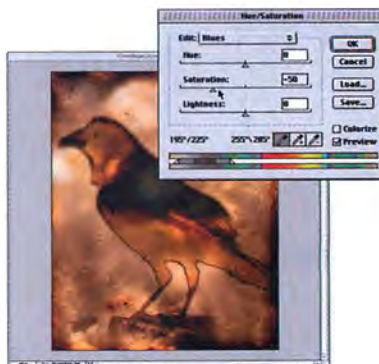 Hue/Saturation
Edit: Blues
OK
Hue: 0
Cancel
Saturation: -50
Load...
Lightness: 0
Save...
Colorize
195°/225° 255°\285°
Preview